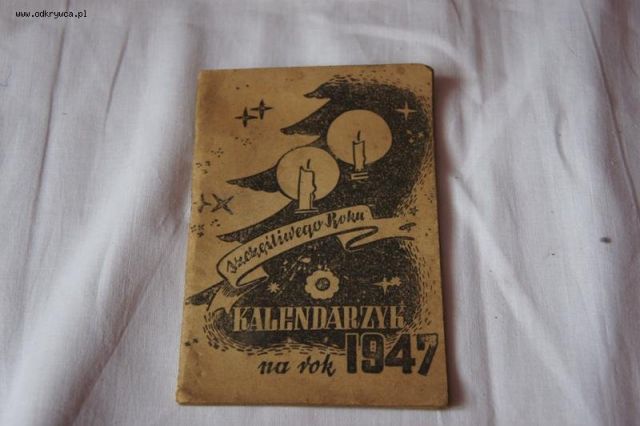 www.odkrywca.pl
Szczęśliwego Roku
KALENDARZYK
na rok 1947